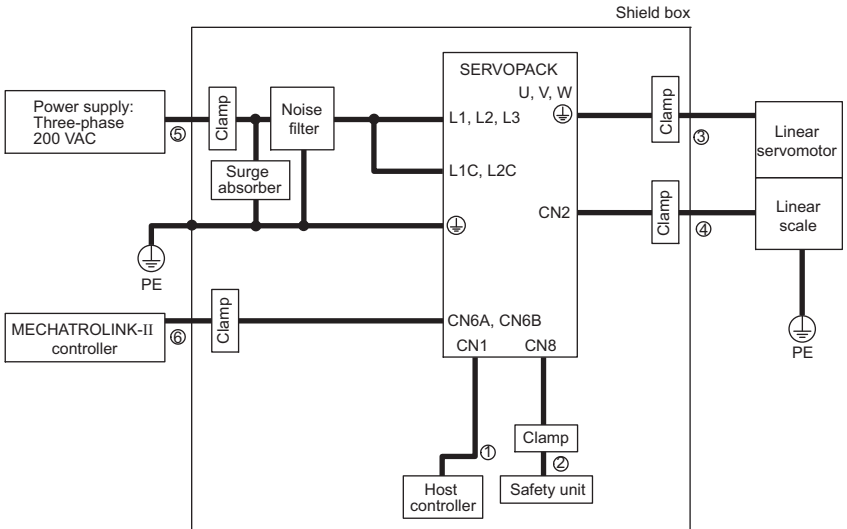 Shield box
SERVOPACK
U, V, W
Power supply:
Three-phase
200 VAC
⑤
Clamp
Noise
filter
L1, L2, L3
Clamp
③
Linear
servomotor
Surge
absorber
L1C, L2C
CN2
Clamp
④
Linear
scale
PE
PE
MECHATROLINK-II
controller
⑥
Clamp
CN6A, CN6B
CN1
CN8
①
Clamp
②
Host
controller
Safety unit